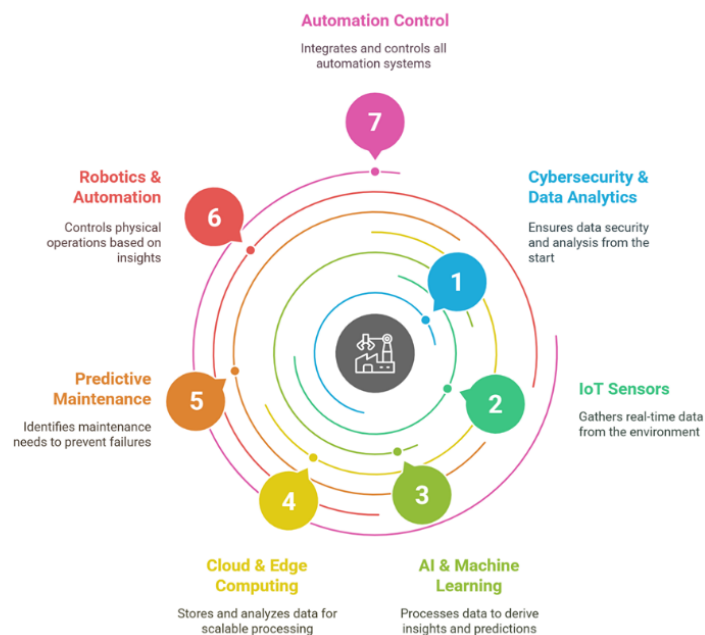 Automation Control
Integrates and controls all
automation systems
7
Cybersecurity &
Data Analytics
Ensures data security
and analysis from the
start
1
IoT Sensors
Gathers real-time data
from the environment
2
AI & Machine
Learning
Processes data to derive
insights and predictions
3
Cloud & Edge
Computing
Stores and analyzes data for
scalable processing
4
Predictive
Maintenance
Identifies maintenance
needs to prevent failures
5
Robotics &
Automation
Controls physical
operations based on
insights
6